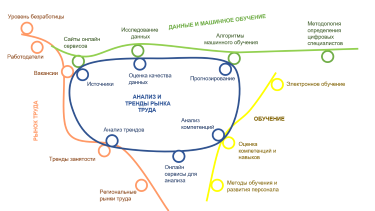 Уровень безработицы
Работодатели
Вакансии
РЫНОК ТРУДА
Сайты онлайн
сервисов
Исследование
данных
ДАННЫЕ И МАШИННОЕ ОБУЧЕНИЕ
Алгоритмы
машинного обучения
Методология
определения
цифровых
специалистов
Источники
Оценка качества
данных
Прогнозирование
Электронное обучение
АНАЛИЗ И
ТРЕНДЫ РЫНКА
ТРУДА
ОБУЧЕНИЕ
Анализ трендов
Анализ
компетенций
Тренды занятости
Онлайн
сервисы для
анализа
Оценка
компетенций и
навыков
Региональные
рынки труда
Методы обучения и
развития персонала